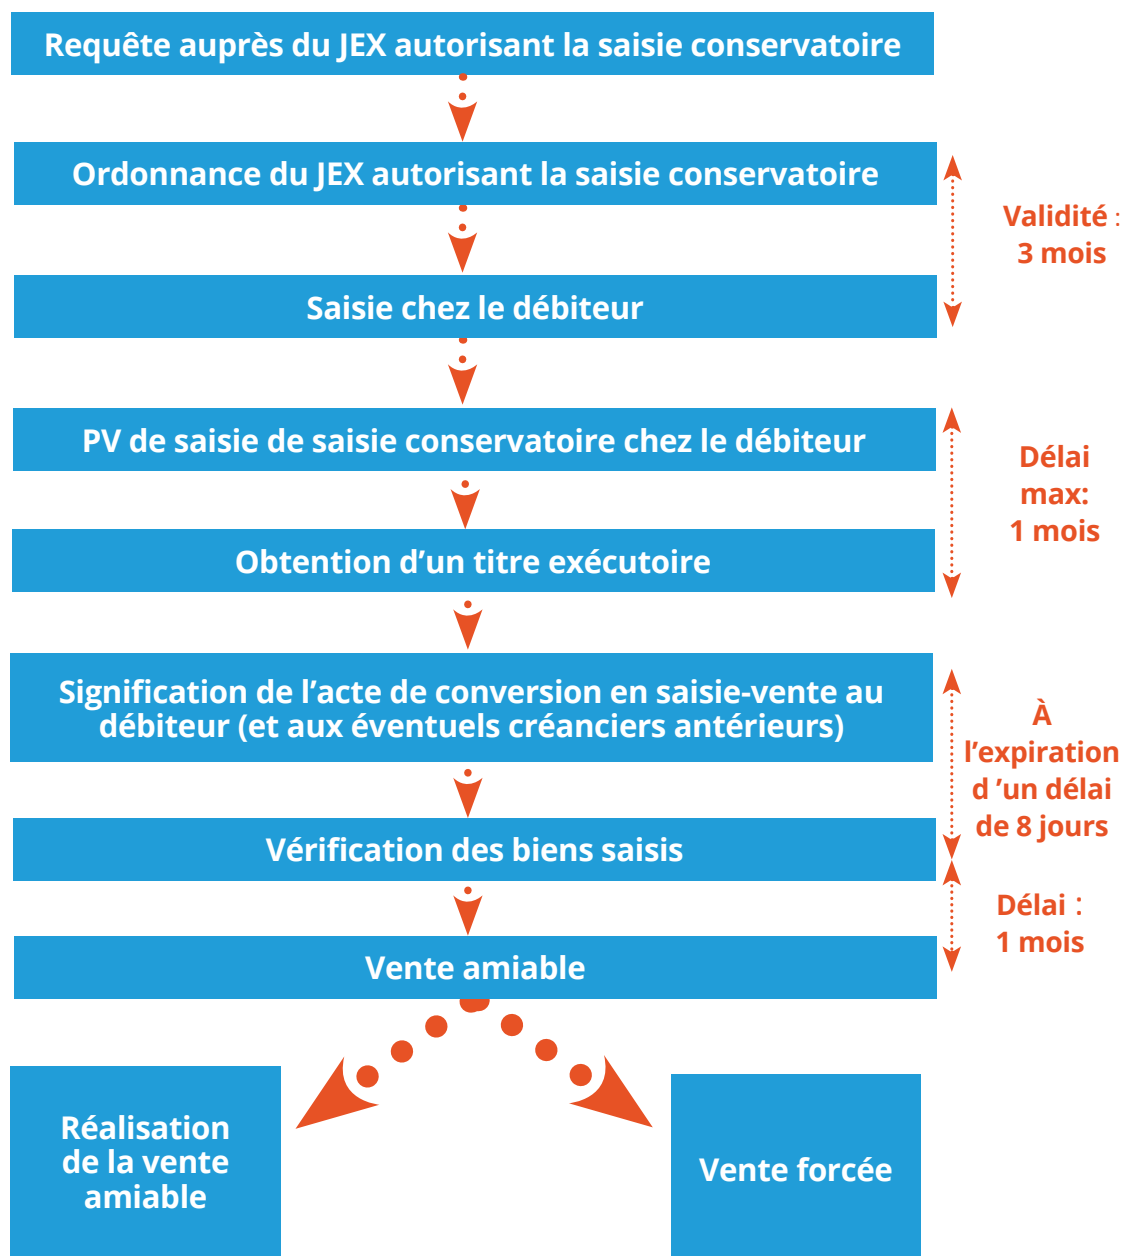 Requête auprès du JEX autorisant la saisie conservatoire
Ordonnance du JEX autorisant la saisie conservatoire
Validité :
3 mois
Saisie chez le débiteur
PV de saisie de saisie conservatoire chez le débiteur
Délai
max:
1 mois
Obtention d’un titre exécutoire
Signification de l’acte de conversion en saisie-vente au
débiteur (et aux éventuels créanciers antérieurs)
À
l’expiration
d ’un délai
de 8 jours
Vérification des biens saisis
Délai :
1 mois
Vente amiable
Réalisation
de la vente
amiable
Vente forcée